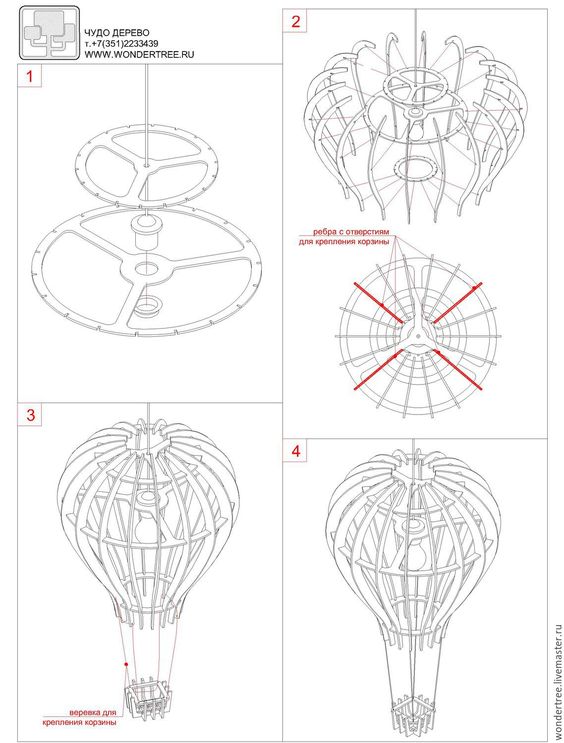 ЧУДО ДЕРЕВО
т.+7(351)2233439
WWW.WONDERTREE.RU
1
2
ребра с отверстиям
для крепления корзины
3
веревка для
крепления корзины
4
wondertree.livemaster.ru